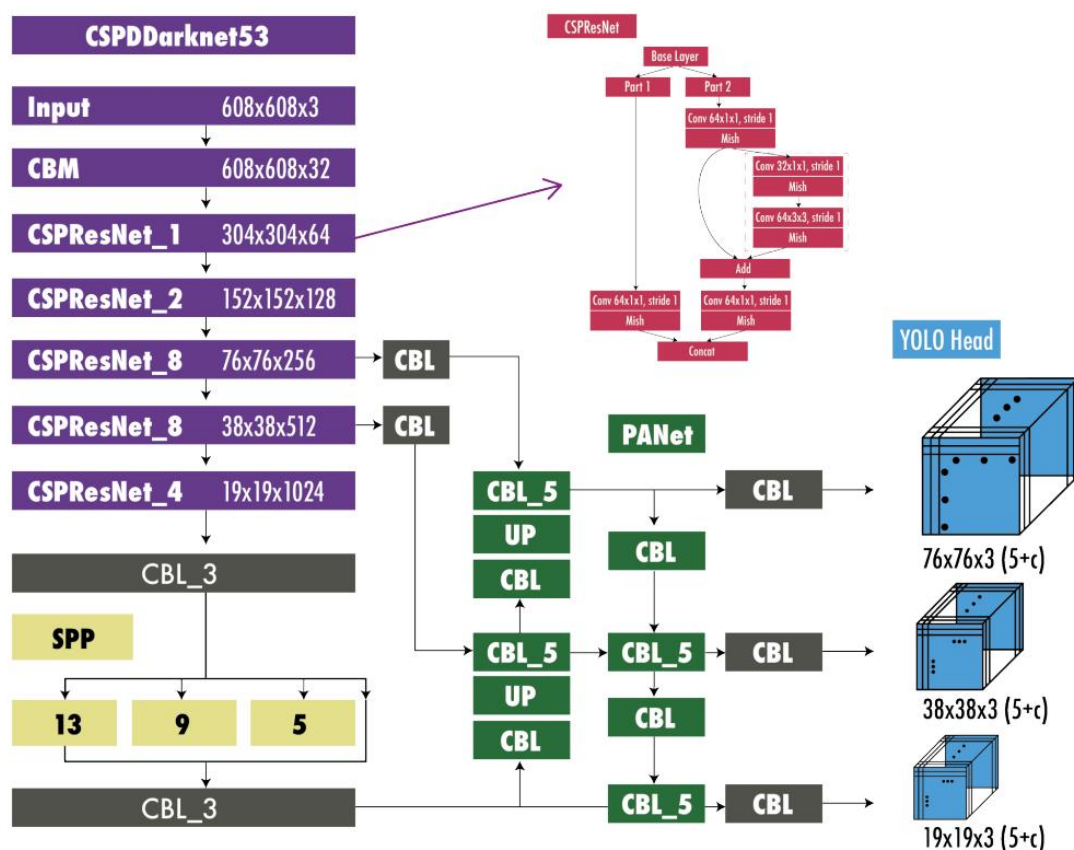 CSPDDarknet53
Input 608x608x3
CBM 608x608x32
CSPResNet_1 304x304x64
CSPResNet_2 152x152x128
CSPResNet_8 76x76x256
CBL
CSPResNet_8 38x38x512
CBL
CSPResNet_4 19x19x1024
CBL_3
SPP
13 9 5
CBL_3
CSPResNet
Base Layer
Part 1 Part 2
Conv 64x1x1, stride 1
Mish
Conv 32x1x1, stride 1
Mish
Conv 64x3x3, stride 1
Mish
Add
Conv 64x1x1, stride 1 Conv 64x1x1, stride 1
Mish Mish
Concat
PANet
CBL_5
UP
CBL
CBL_5
UP
CBL
CBL
CBL_5
CBL
CBL_5
CBL
CBL
CBL
YOLO Head
76x76x3 (5+c)
38x38x3 (5+c)
19x19x3 (5+c)